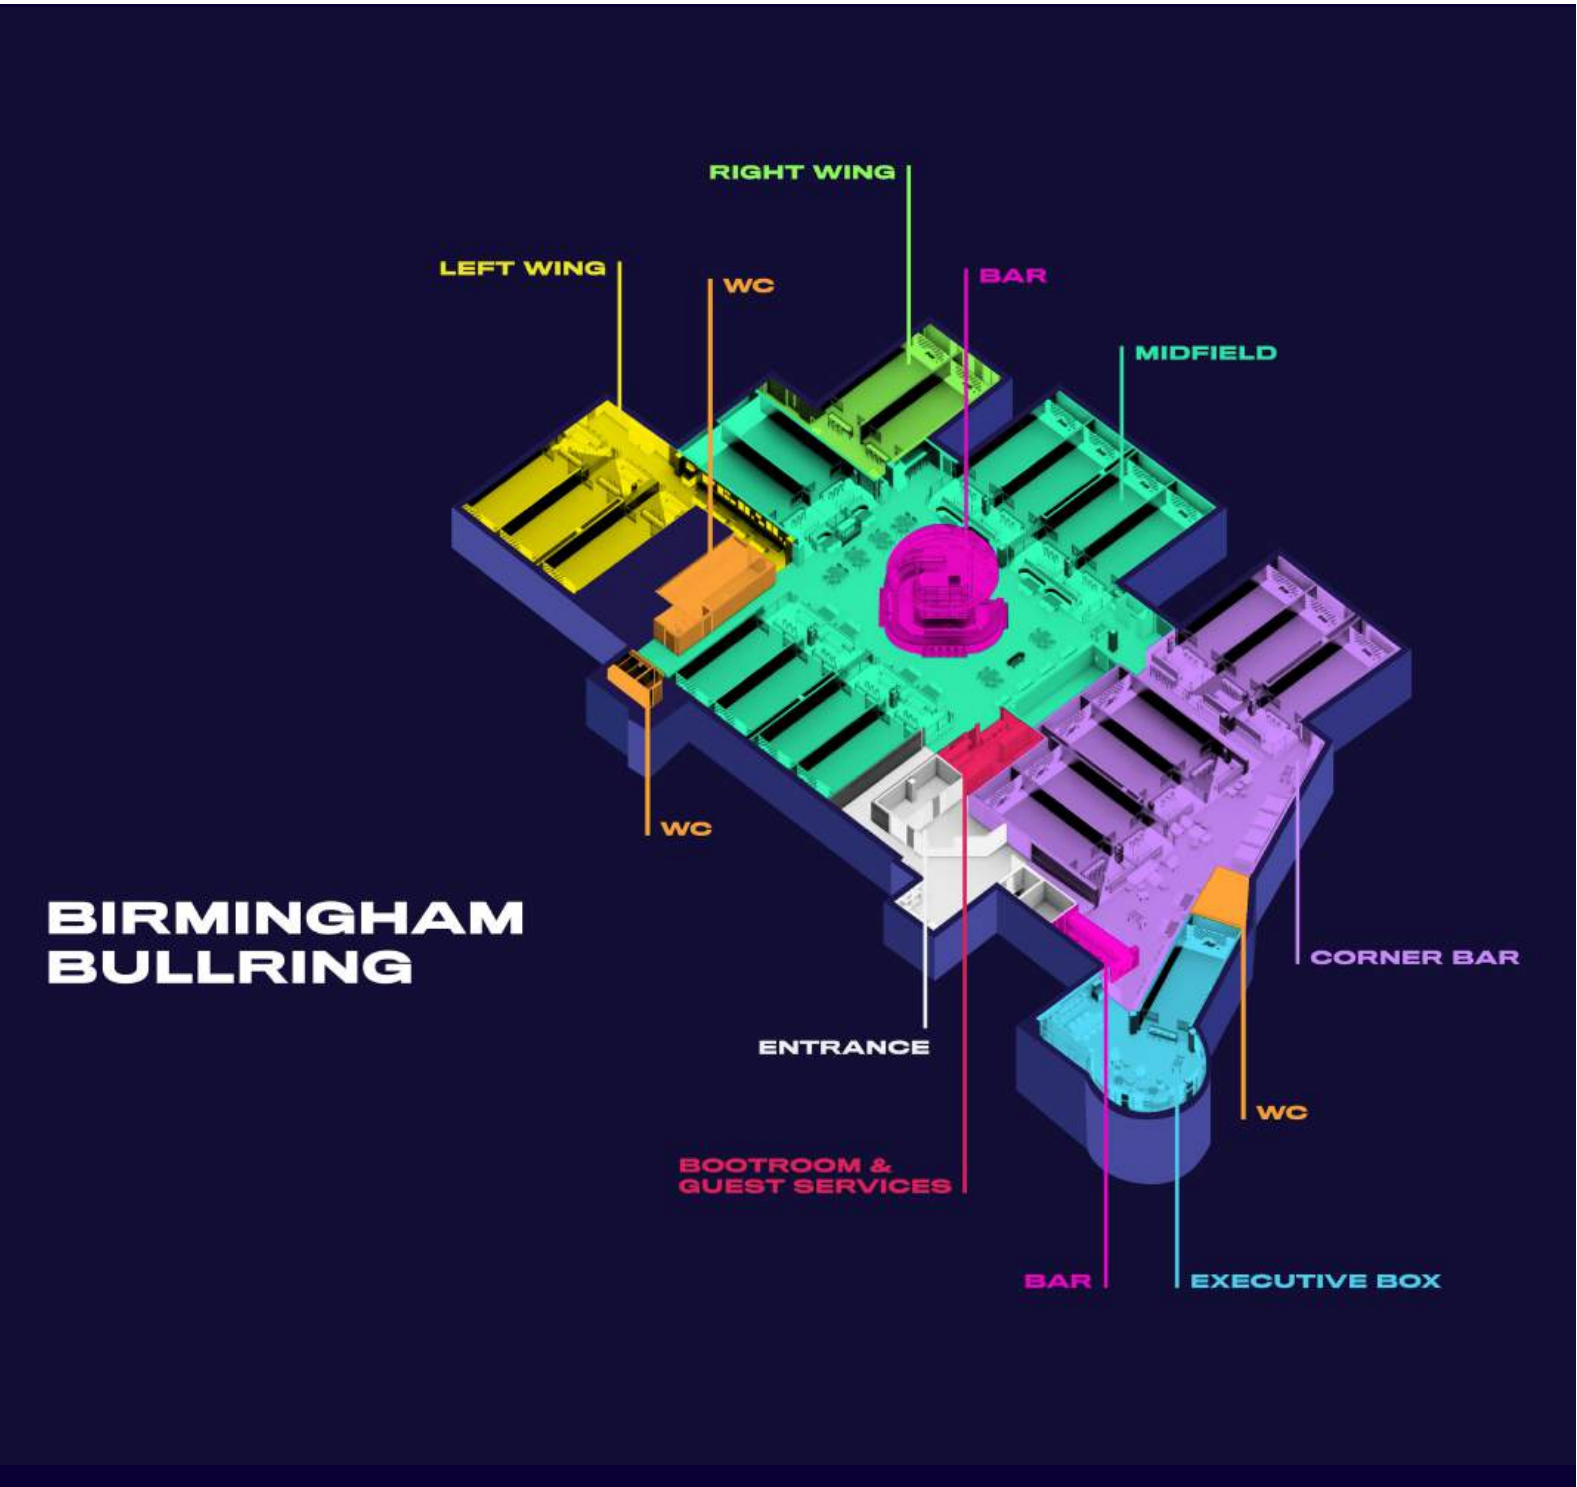 RIGHT WING
LEFT WING
BAR
WC
MIDFIELD
WC
BIRMINGHAM
BULLRING
CORNER BAR
ENTRANCE
WC
BOOTROOM &
GUEST SERVICES
BAR
EXECUTIVE BOX